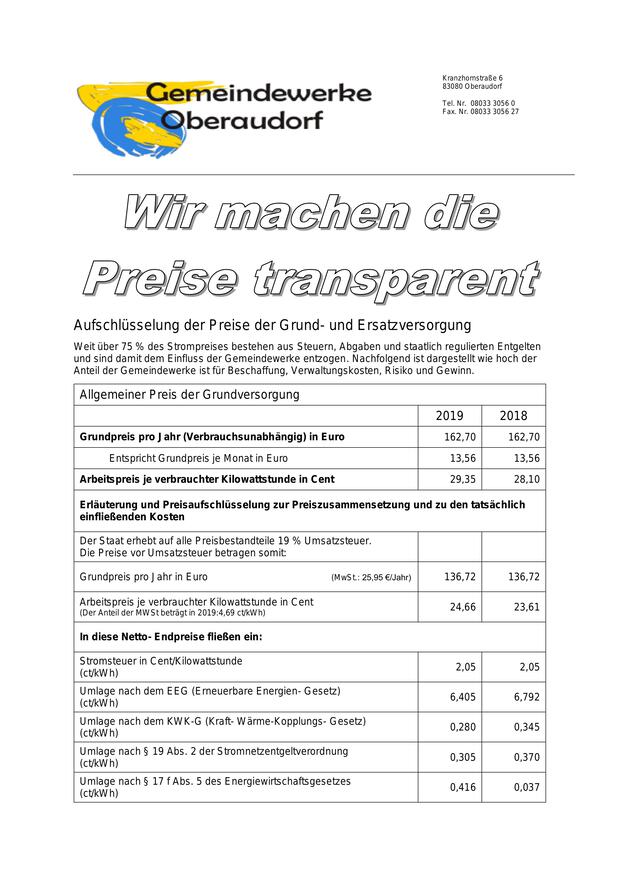 Gemeindewerke
Oberaudorf
Kranzhornstraße 6
83080 Oberaudorf
Tel. Nr. 08033 3056 0
Fax. Nr. 08033 3056 27
Wir machen die
Preise transparent
Aufschlüsselung der Preise der Grund- und Ersatzversorgung
Weit über 75 % des Strompreises bestehen aus Steuern, Abgaben und staatlich regulierten Entgelten
und sind damit dem Einfluss der Gemeindewerke entzogen. Nachfolgend ist dargestellt wie hoch der
Anteil der Gemeindewerke ist für Beschaffung, Verwaltungskosten, Risiko und Gewinn.
Allgemeiner Preis der Grundversorgung
2019 2018
Grundpreis pro Jahr (Verbrauchsunabhängig) in Euro 162,70 162,70
Entspricht Grundpreis je Monat in Euro 13,56 13,56
Arbeitspreis je verbrauchter Kilowattstunde in Cent 29,35 28,10
Erläuterung und Preisaufschlüsselung zur Preiszusammensetzung und zu den tatsächlich
einfließenden Kosten
Der Staat erhebt auf alle Preisbestandteile 19 % Umsatzsteuer.
Die Preise vor Umsatzsteuer betragen somit:
Grundpreis pro Jahr in Euro (MwSt.: 25,95 €/Jahr) 136,72 136,72
Arbeitspreis je verbrauchter Kilowattstunde in Cent
(Der Anteil der MWSt beträgt in 2019:4,69 ct/kWh) 24,66 23,61
In diese Netto- Endpreise fließen ein:
Stromsteuer in Cent/Kilowattstunde
(ct/kWh) 2,05 2,05
Umlage nach dem EEG (Erneuerbare Energien- Gesetz)
(ct/kWh) 6,405 6,792
Umlage nach dem KWK-G (Kraft- Wärme-Kopplungs- Gesetz)
(ct/kWh) 0,280 0,345
Umlage nach § 19 Abs. 2 der Stromnetzentgeltverordnung
(ct/kWh) 0,305 0,370
Umlage nach § 17 f Abs. 5 des Energiewirtschaftsgesetzes
(ct/kWh) 0,416 0,037